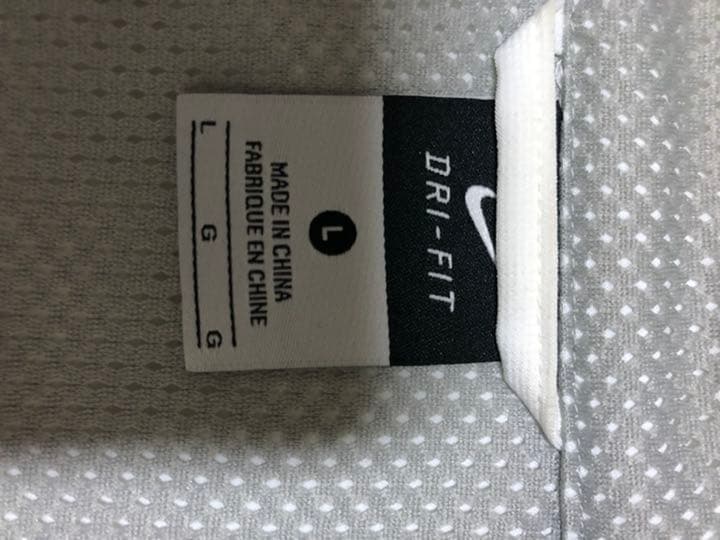 DRI-FIT
L
MADE IN CHINA
FABRIQUE EN CHINE
L G G